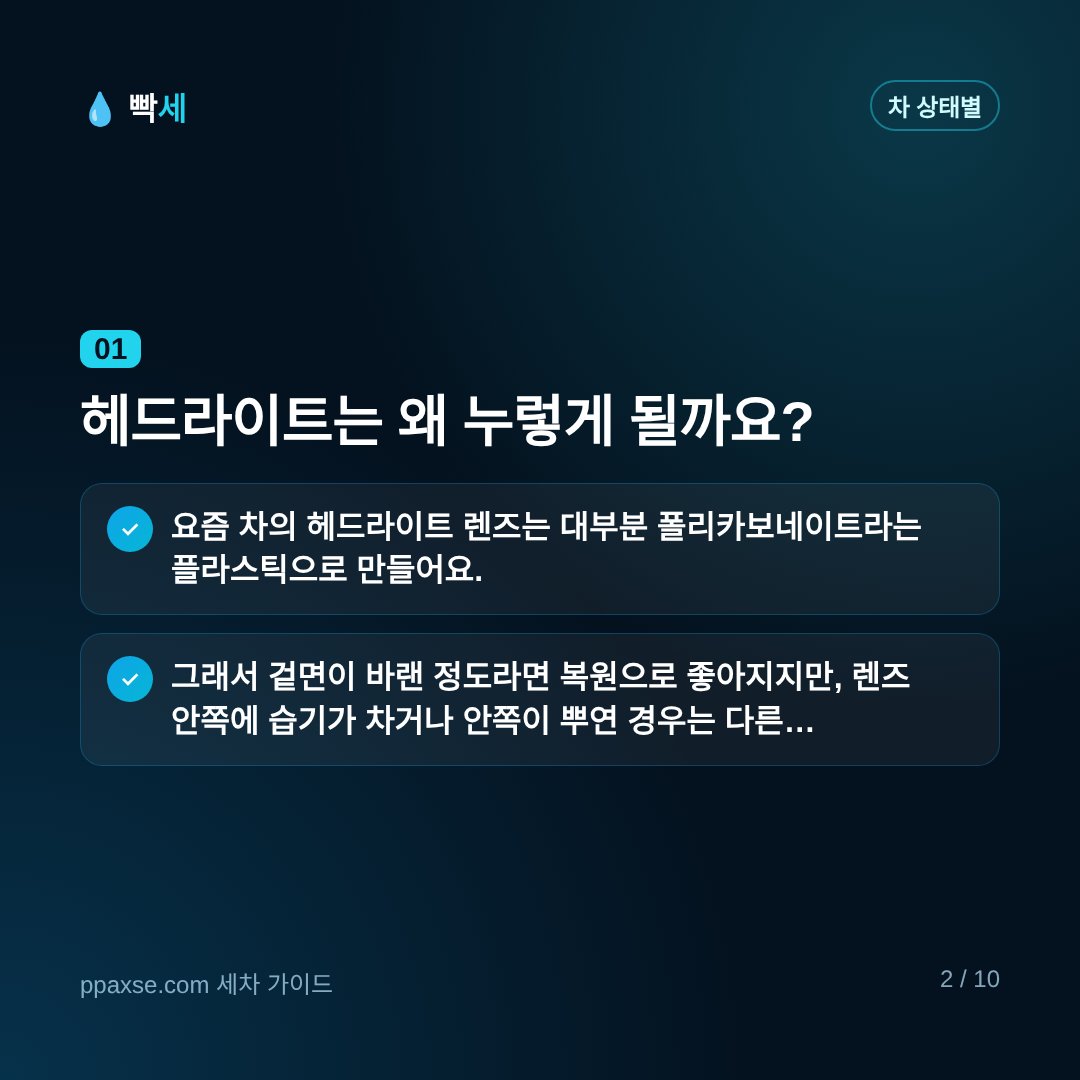 빡세
차 상태별
01
헤드라이트는 왜 누렇게 될까요?
요즘 차의 헤드라이트 렌즈는 대부분 폴리카보네이트라는
플라스틱으로 만들어요.
그래서 겉면이 바랜 정도라면 복원으로 좋아지지만, 렌즈
안쪽에 습기가 차거나 안쪽이 뿌연 경우는 다른…
ppaxse.com 세차 가이드
2 / 10